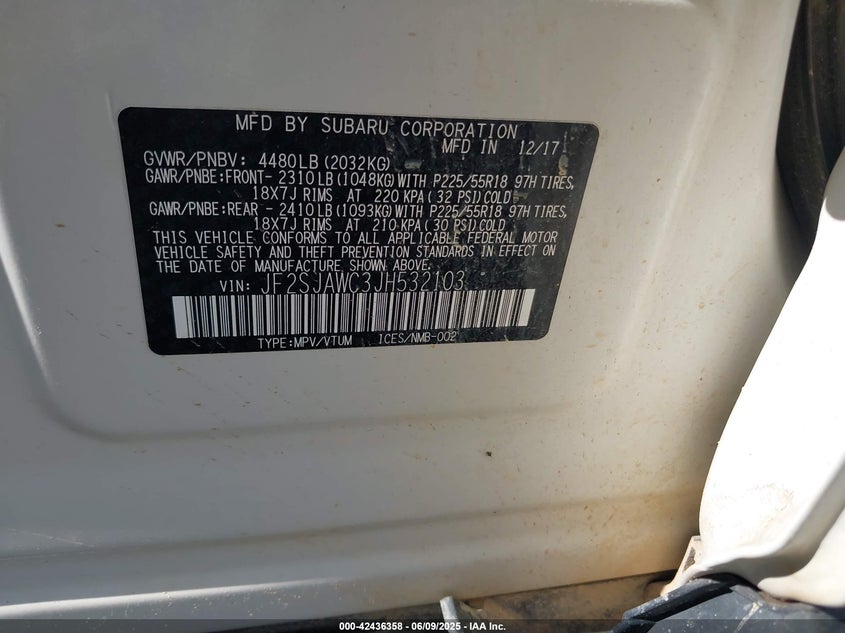 MFD BY SUBARU CORPORATION
MFD IN 12/17
GVWR/PNBV: 4480LB (2032KG)
GAWR/PNBE:FRONT- 2310LB(1048KG)WITH P225/55R18 97H TIRES,
18X7J RIMS AT 220 KPA(32 PSI)COLD
GAWR/PNBE:REAR - 2410LB(1093KG)WITH P225/55R18 97H TIRES,
18X7J RIMS AT 210 KPA(30 PSI)COLD
THIS VEHICLE CONFORMS TO ALL APPLICABLE FEDERAL MOTOR
VEHICLE SAFETY AND THEFT PREVENTION STANDARDS IN EFFECT ON
THE DATE OF MANUFACTURE SHOWN ABOVE.
VIN: JF2SJAWC3JH532103
TYPE:MPV/VTUM ICES/NMB-002
000-42436358 - 06/09/2025 - IAA Inc.